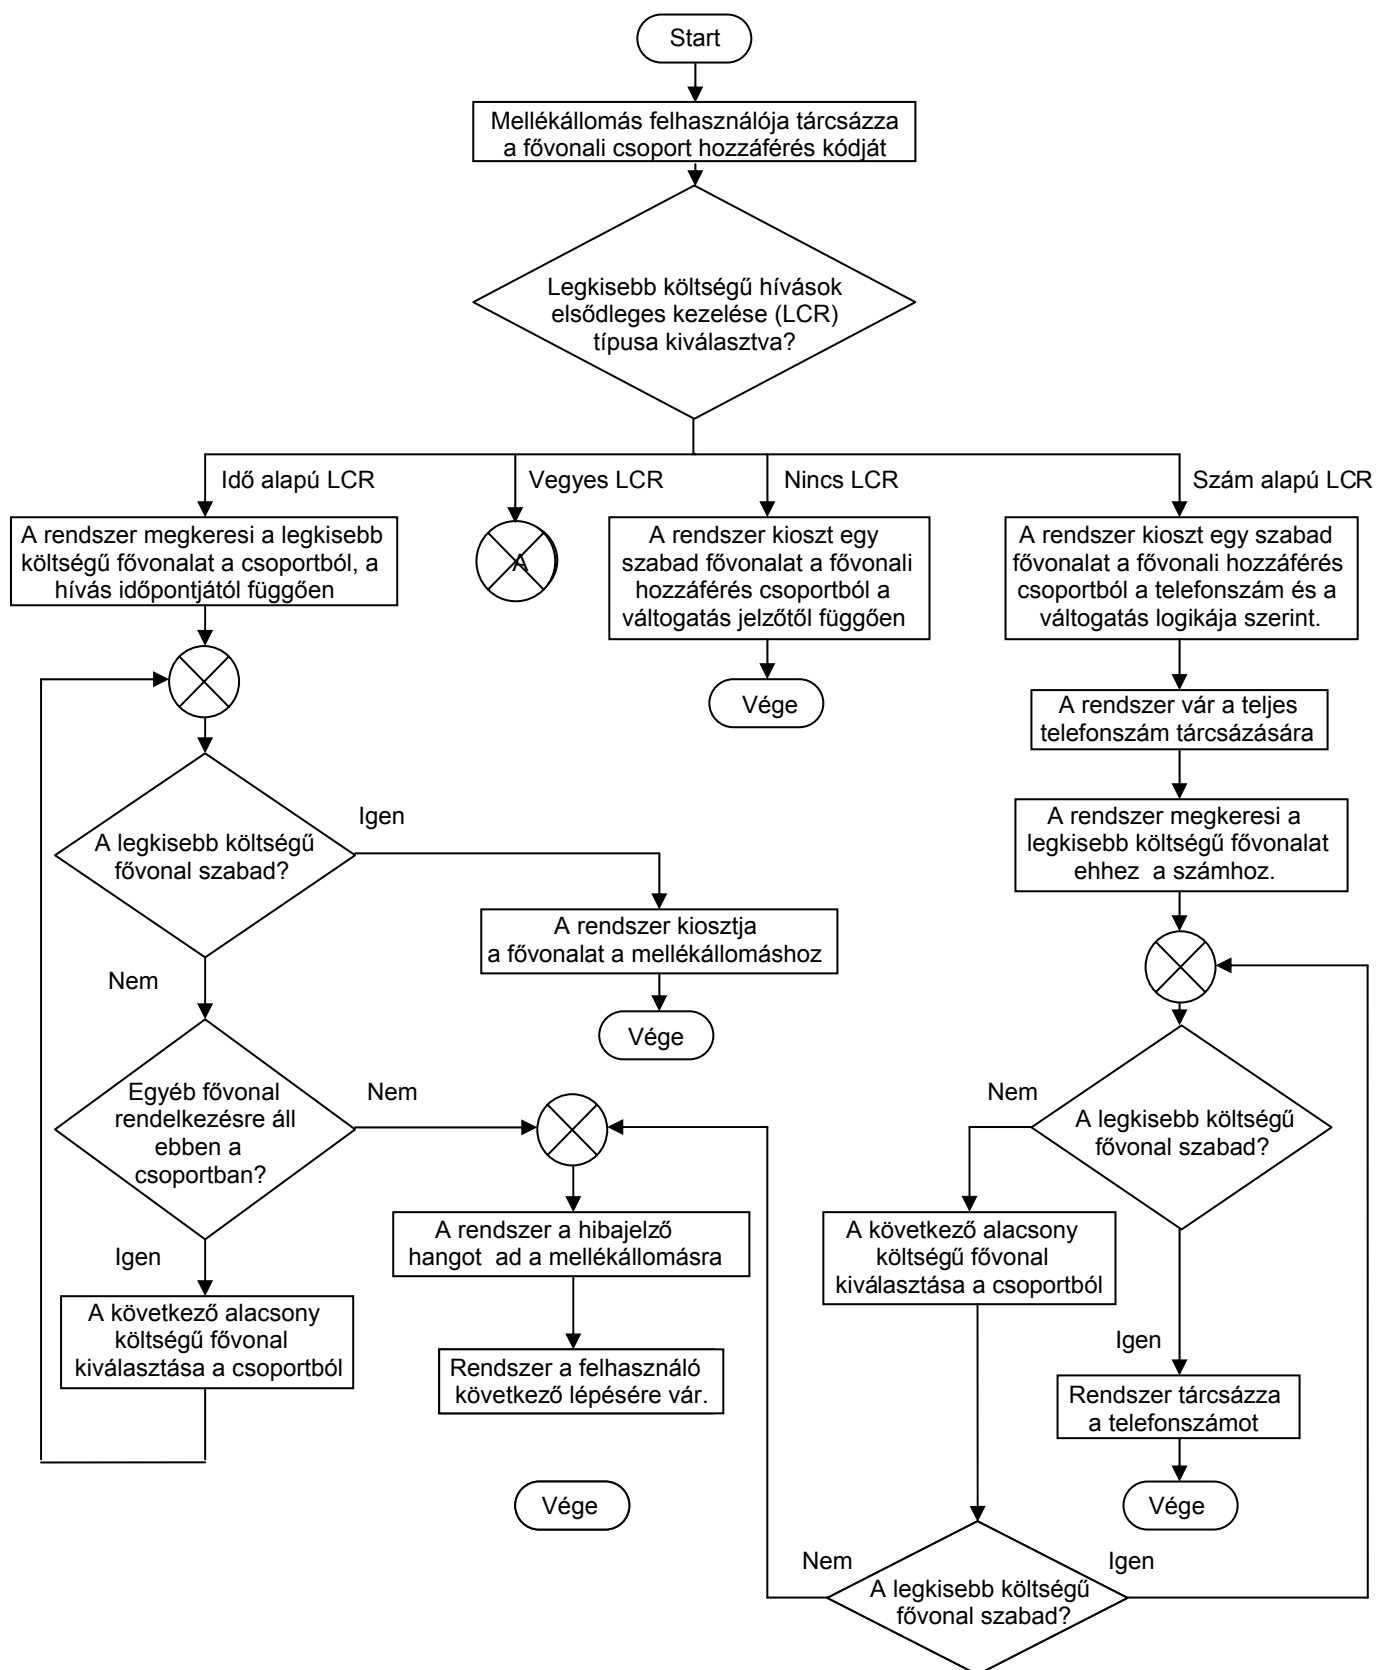 Start
Mellékállomás felhasználója tárcsázza
a fővonali csoport hozzáférés kódját
Legkisebb költségű hívások
elsődleges kezelése (LCR)
típusa kiválasztva?
Idő alapú LCR
Vegyes LCR
Nincs LCR
Szám alapú LCR
A rendszer megkeresi a legkisebb
költségű fővonalat a csoportból, a
hívás időpontjától függően
A
A rendszer kioszt egy
szabad fővonalat a fővonali
hozzáférés csoportból a
váltogatás jelzőtől függően
A rendszer kioszt egy szabad
fővonalat a fővonali hozzáférés
csoportból a telefonszám és a
váltogatás logikája szerint.
Vége
A rendszer vár a teljes
telefonszám tárcsázására
A rendszer megkeresi a
legkisebb költségű fővonalat
ehhez a számhoz.
A legkisebb költségű
fővonal szabad?
Igen
Nem
A rendszer kiosztja
a fővonalat a mellékállomáshoz
Vége
Egyéb fővonal
rendelkezésre áll
ebben a
csoportban?
Nem
Igen
A legkisebb költségű
fővonal szabad?
Nem
Igen
A rendszer a hibajelző
hangot ad a mellékállomásra
A következő alacsony
költségű fővonal
kiválasztása a csoportból
A következő alacsony
költségű fővonal
kiválasztása a csoportból
Rendszer a felhasználó
következő lépésére vár.
Rendszer tárcsázza
a telefonszámot
Vége
Vége
Nem
Igen
A legkisebb költségű
fővonal szabad?